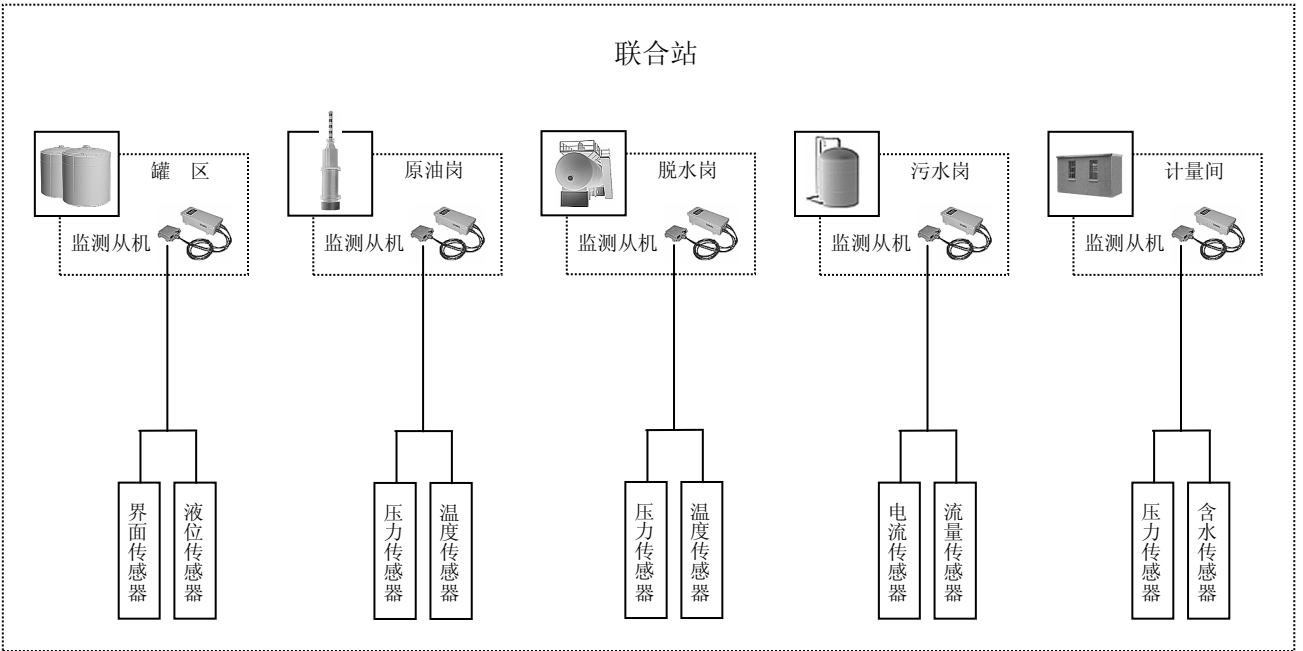 联合站
罐 区
原油岗
脱水岗
污水岗
计量间
监测从机
监测从机
监测从机
监测从机
监测从机
界面传感器
液位传感器
压力传感器
温度传感器
压力传感器
温度传感器
电流传感器
流量传感器
压力传感器
含水传感器